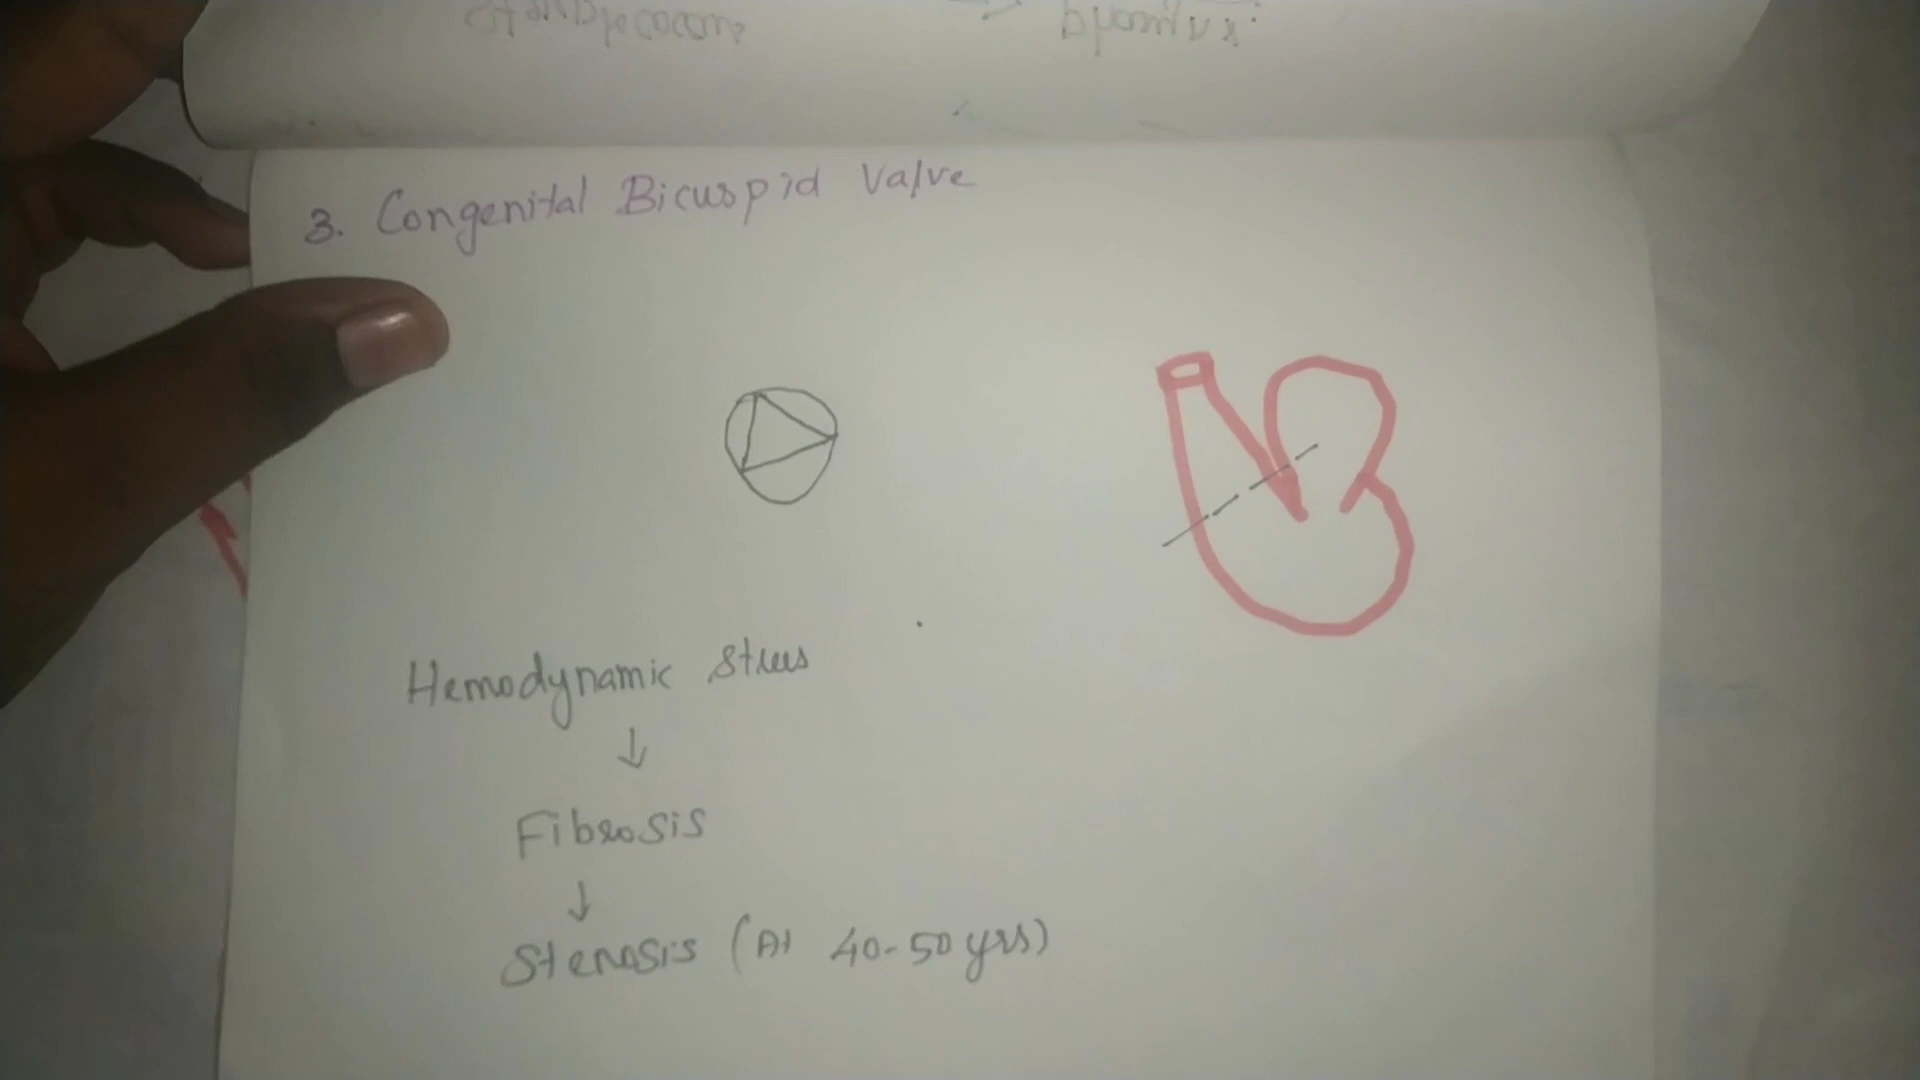 3. Congenital Bicuspid Valve
Hemodynamic Stress
↓
Fibrosis
↓
Stenosis (At 40-50 yrs)